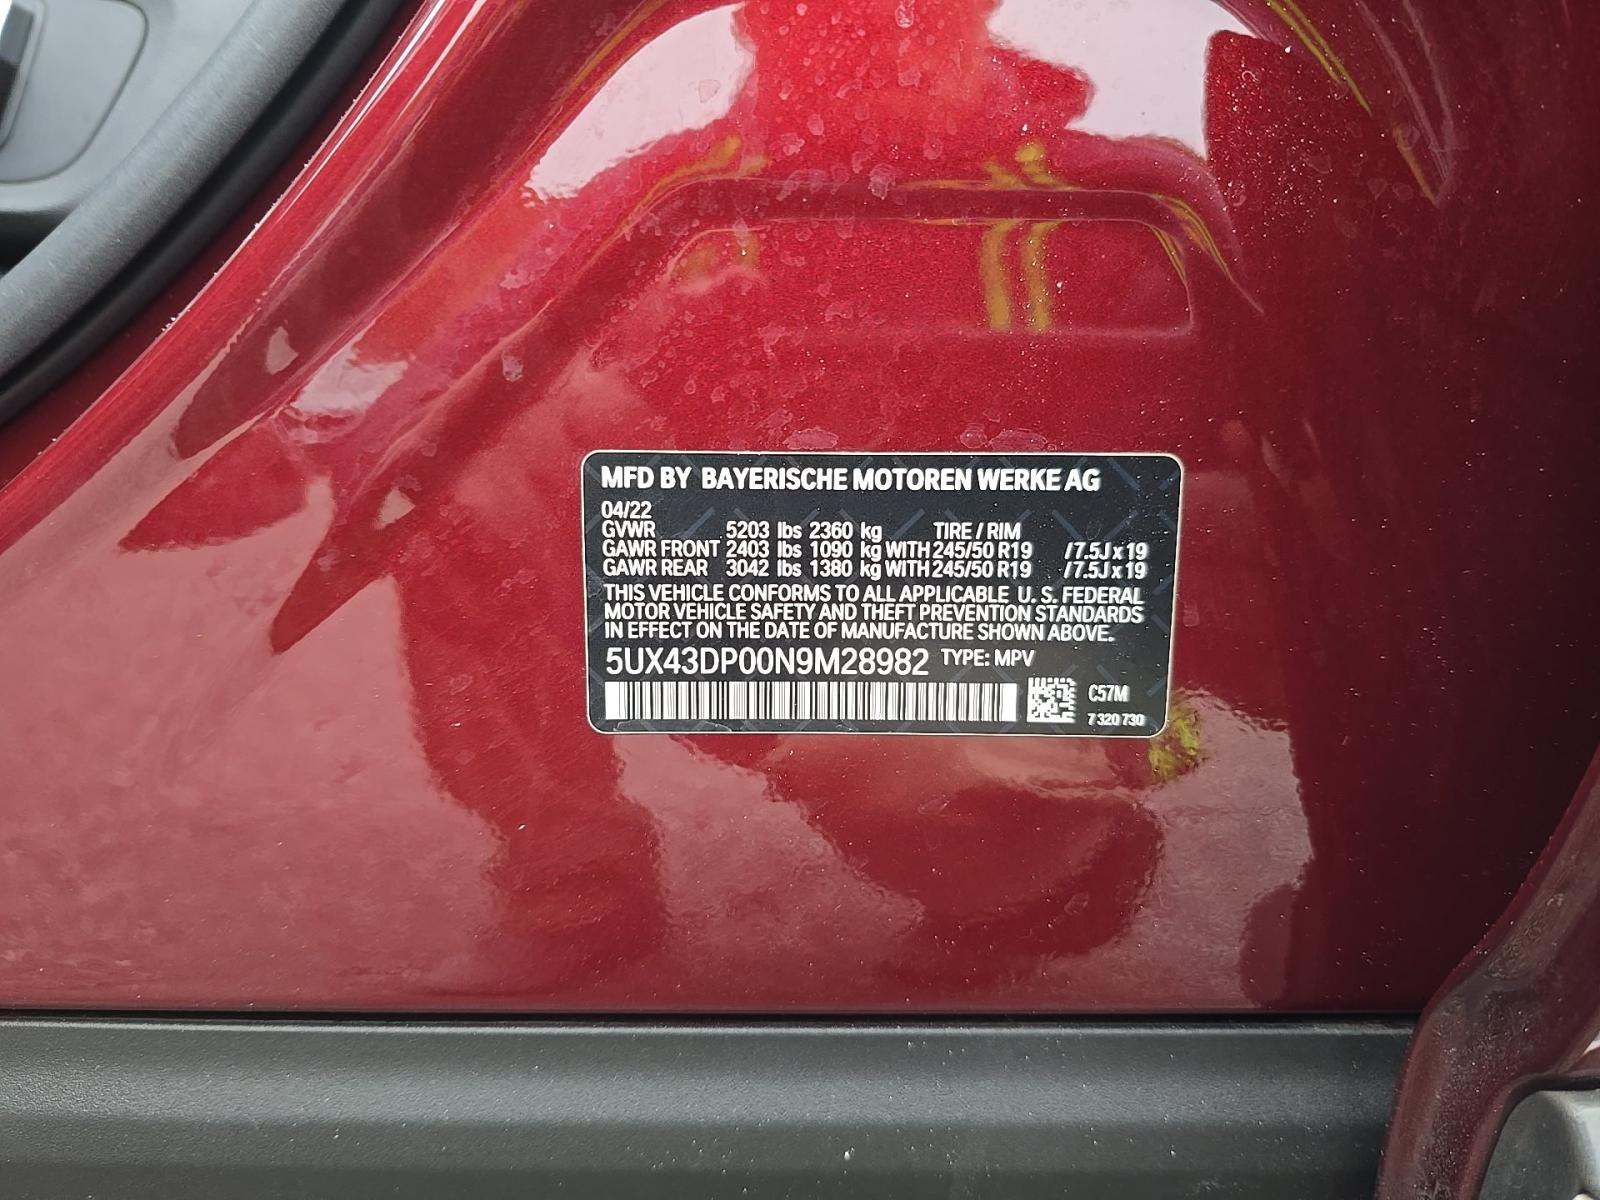 MFD BY BAYERISCHE MOTOREN WERKE AG
04/22
GVWR 5203 lbs 2360 kg TIRE / RIM
GAWR FRONT 2403 lbs 1090 kg WITH 245/50 R19 /7.5J x 19
GAWR REAR 3042 lbs 1380 kg WITH 245/50 R19 /7.5J x 19
THIS VEHICLE CONFORMS TO ALL APPLICABLE U. S. FEDERAL
MOTOR VEHICLE SAFETY AND THEFT PREVENTION STANDARDS
IN EFFECT ON THE DATE OF MANUFACTURE SHOWN ABOVE.
5UX43DP00N9M28982 TYPE: MPV
C57M
7 320 730